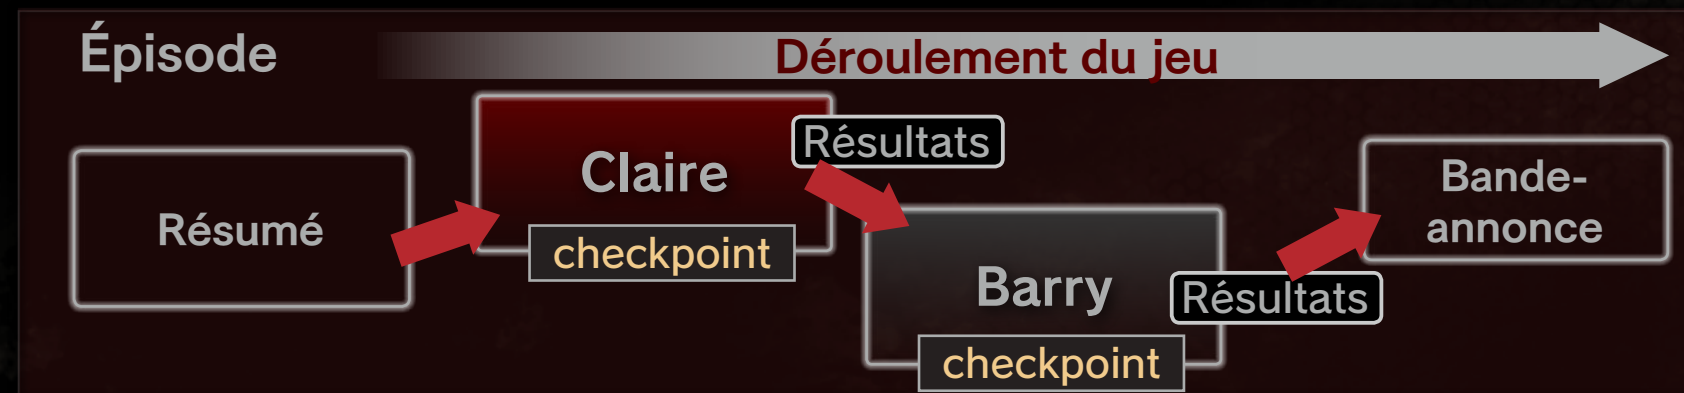 Épisode
Déroulement du jeu
Résumé
Claire
checkpoint
Résultats
Barry
checkpoint
Résultats
Bande-
annonce